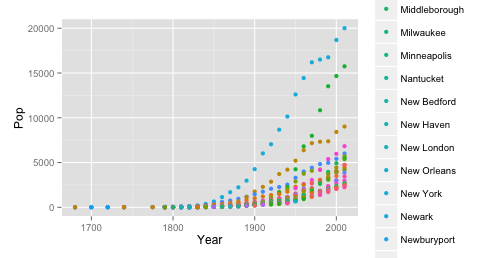 Middleborough
Milwaukee
Minneapolis
Nantucket
New Bedford
New Haven
New London
New Orleans
New York
Newark
Newburyport
20000
15000
10000
5000
0
Pop
1700
1800
1900
2000
Year